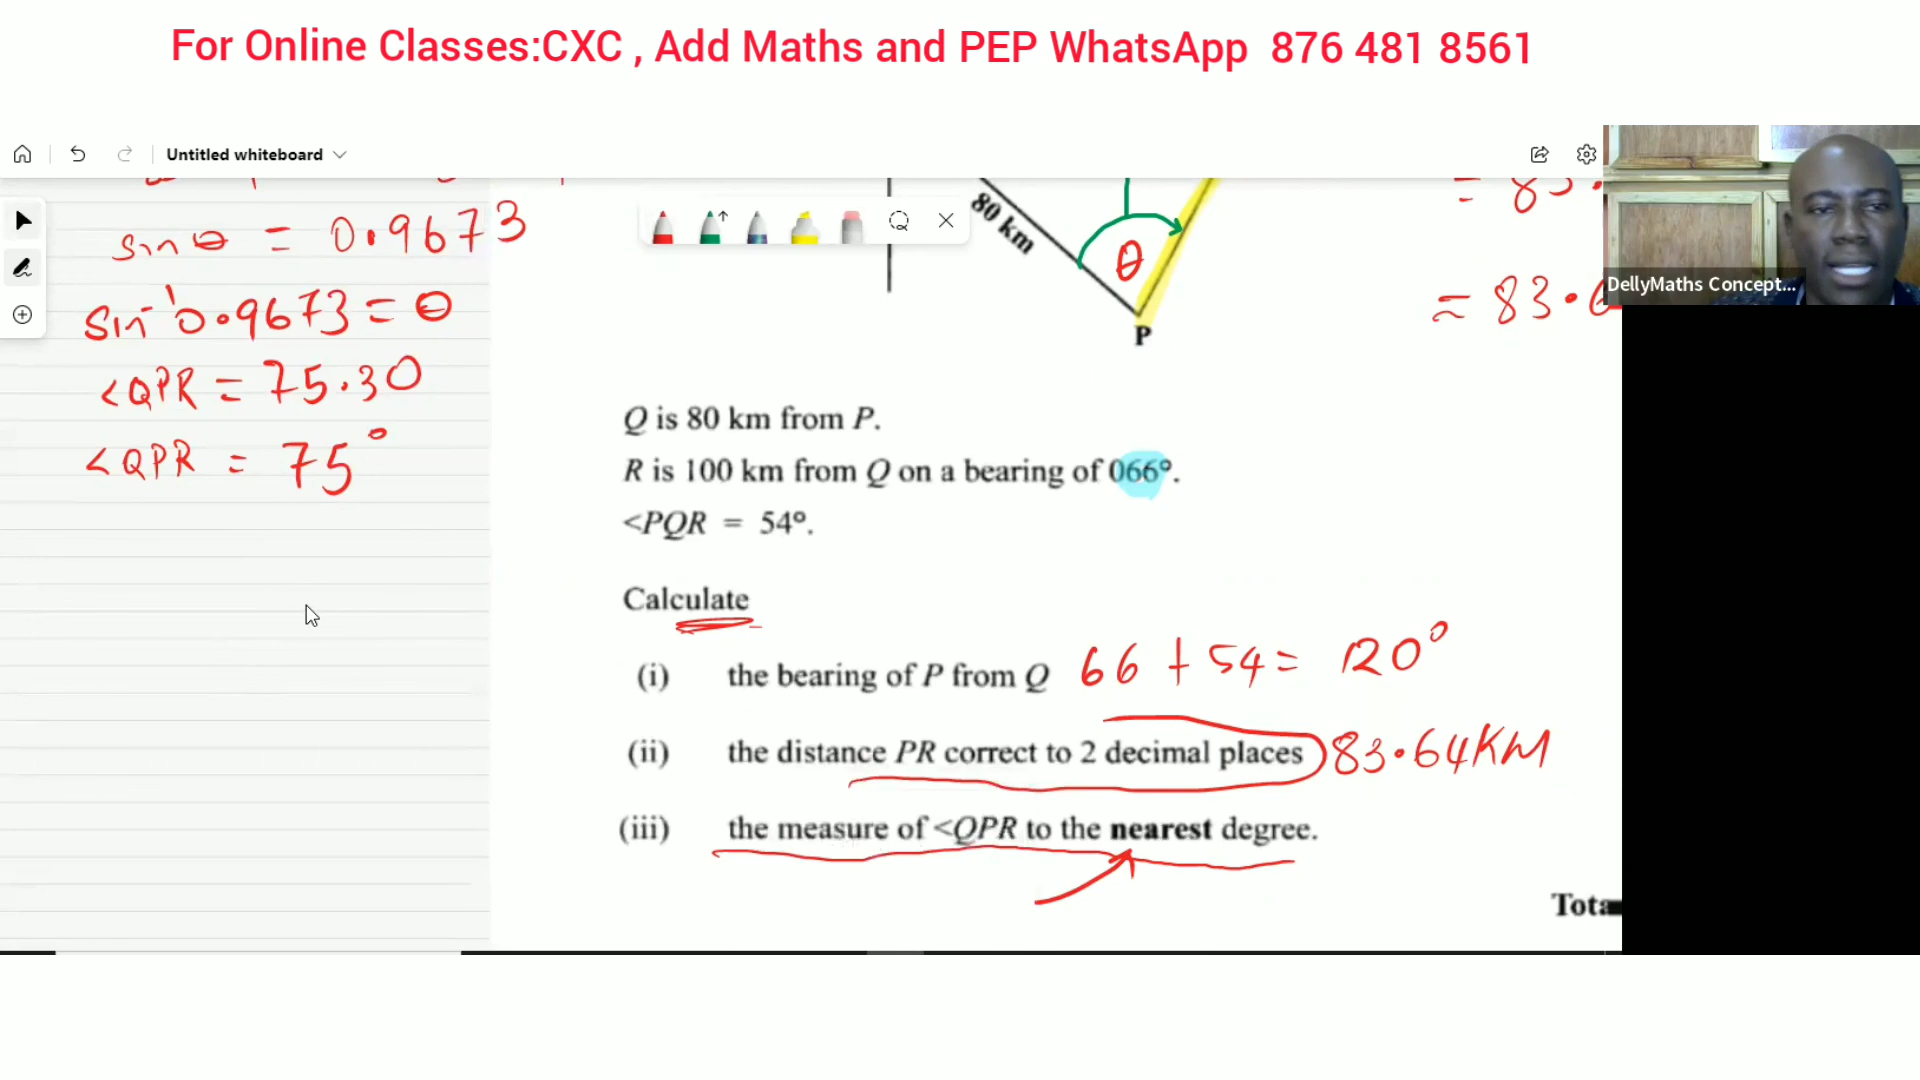 For Online Classes:CXC , Add Maths and PEP WhatsApp 876 481 8561
Untitled whiteboard
sin θ = 0.9673
sin⁻¹ 0.9673 = θ
<QPR = 75.30
<QPR = 75°
80 km
θ
P
= 83.
= 83.6
DellyMaths Concept...
Q is 80 km from P.
R is 100 km from Q on a bearing of 066°.
<PQR = 54°.
Calculate
(i) the bearing of P from Q 66 + 54 = 120°
(ii) the distance PR correct to 2 decimal places 83.64KM
(iii) the measure of <QPR to the nearest degree.